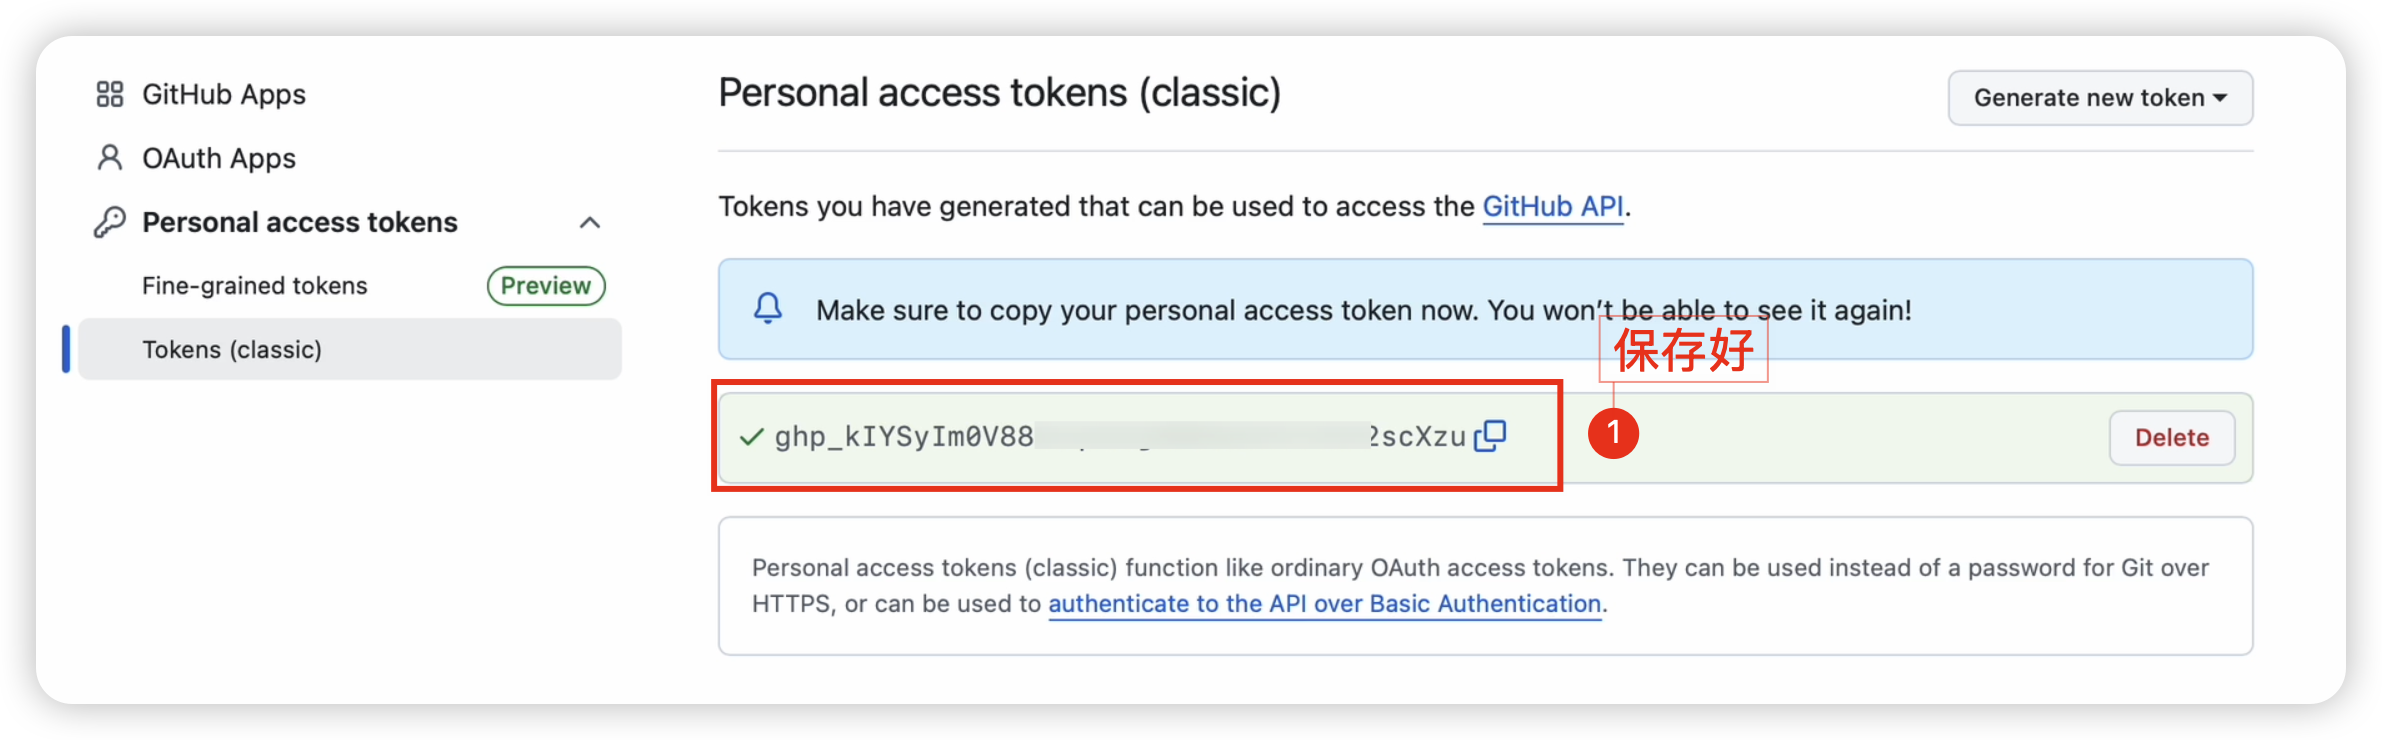 GitHub Apps
OAuth Apps
Personal access tokens
Fine-grained tokens
Preview
Tokens (classic)
Personal access tokens (classic)
Generate new token
Tokens you have generated that can be used to access the GitHub API.
Make sure to copy your personal access token now. You won't be able to see it again!
保存好
ghp_kIYSyIm0V88 2scXzu
1
Delete
Personal access tokens (classic) function like ordinary OAuth access tokens. They can be used instead of a password for Git over
HTTPS, or can be used to authenticate to the API over Basic Authentication.